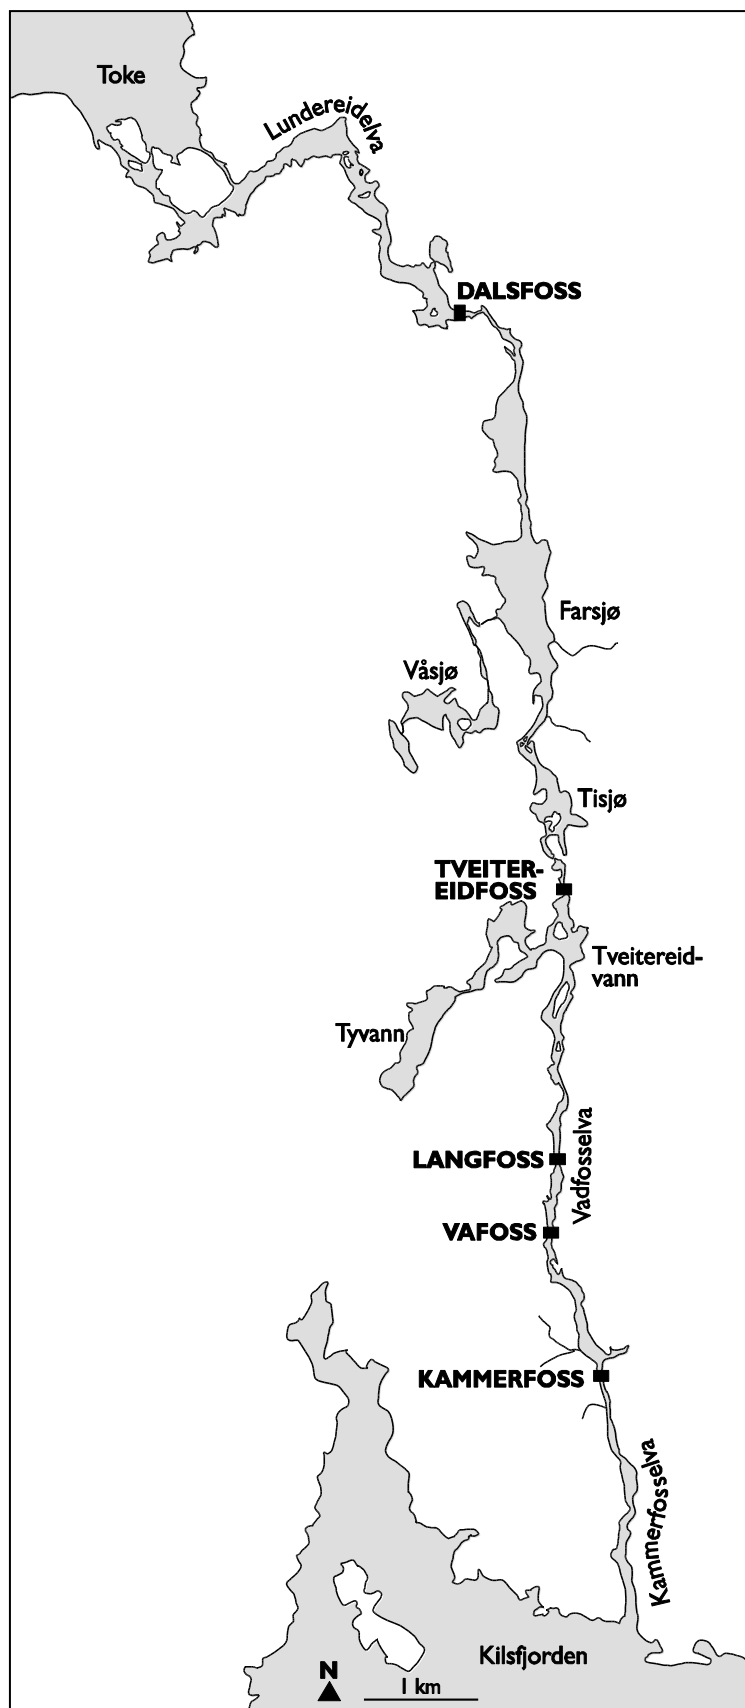 Toke
Lundereidelva
DALSFOSS
Farsjø
Våsjø
Tisjø
TVEITER-
EIDFOSS
Tveitereid-
vann
Tyvann
Vadfosselva
LANGFOSS
VAFOSS
KAMMERFOSS
Kammerfosselva
Kilsfjorden
N
1 km